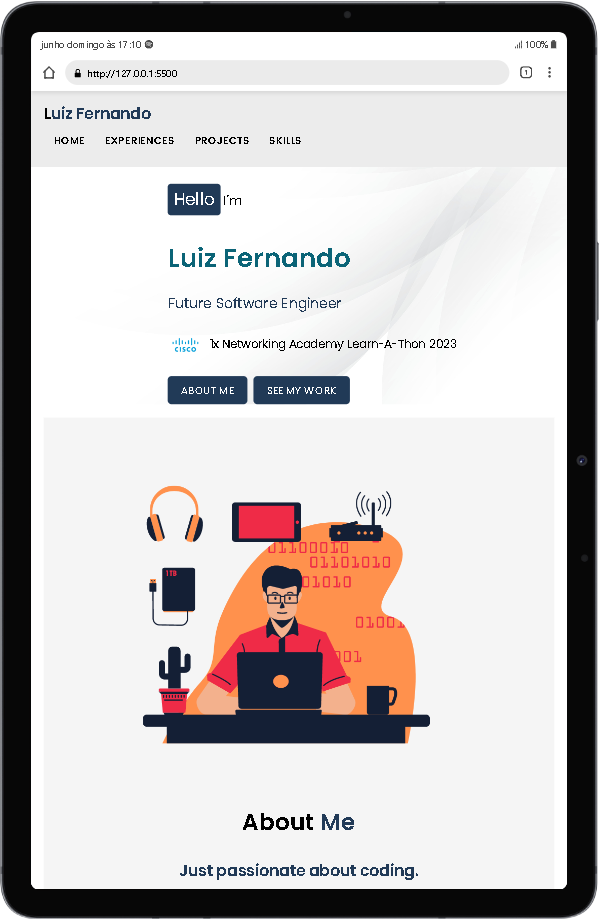 junho domingo às 17:10
100%
http://127.0.0.1:5500
1
Luiz Fernando
HOME EXPERIENCES PROJECTS SKILLS
Hello I'm
Luiz Fernando
Future Software Engineer
CISCO 1x Networking Academy Learn-A-Thon 2023
ABOUT ME SEE MY WORK
1TB
01100010
01101010
01010
01001
001
About Me
Just passionate about coding.